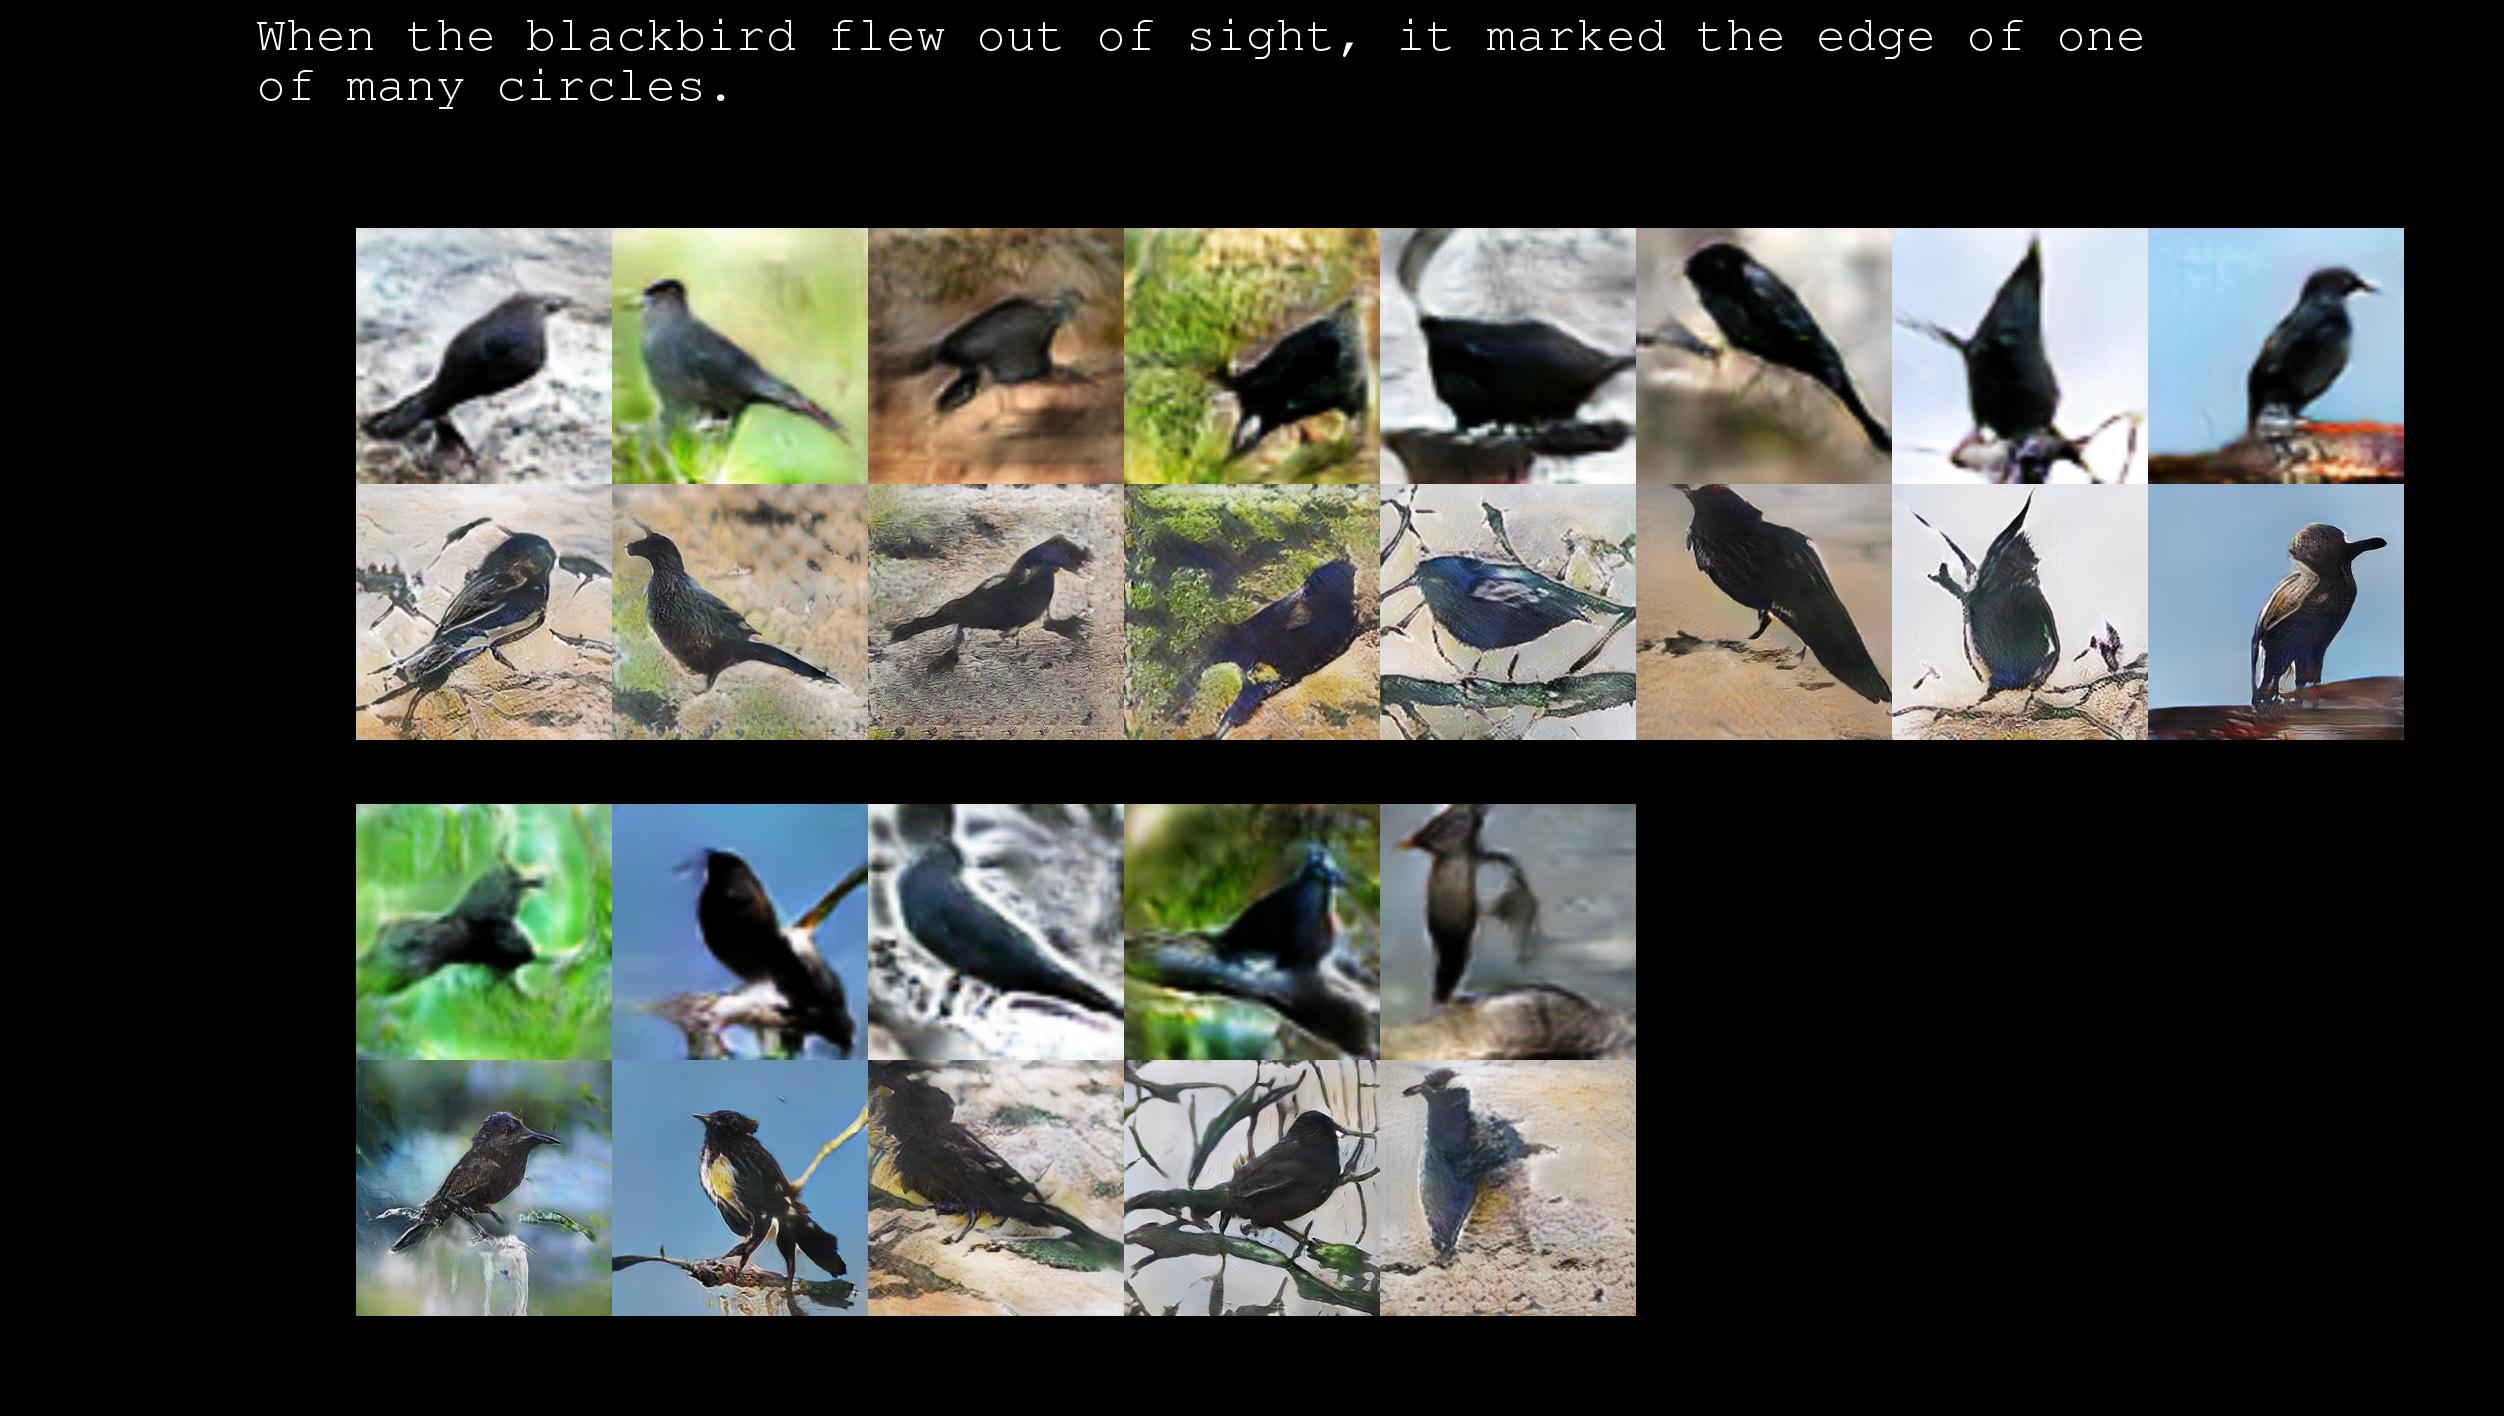 When the blackbird flew out of sight, it marked the edge of one
of many circles.